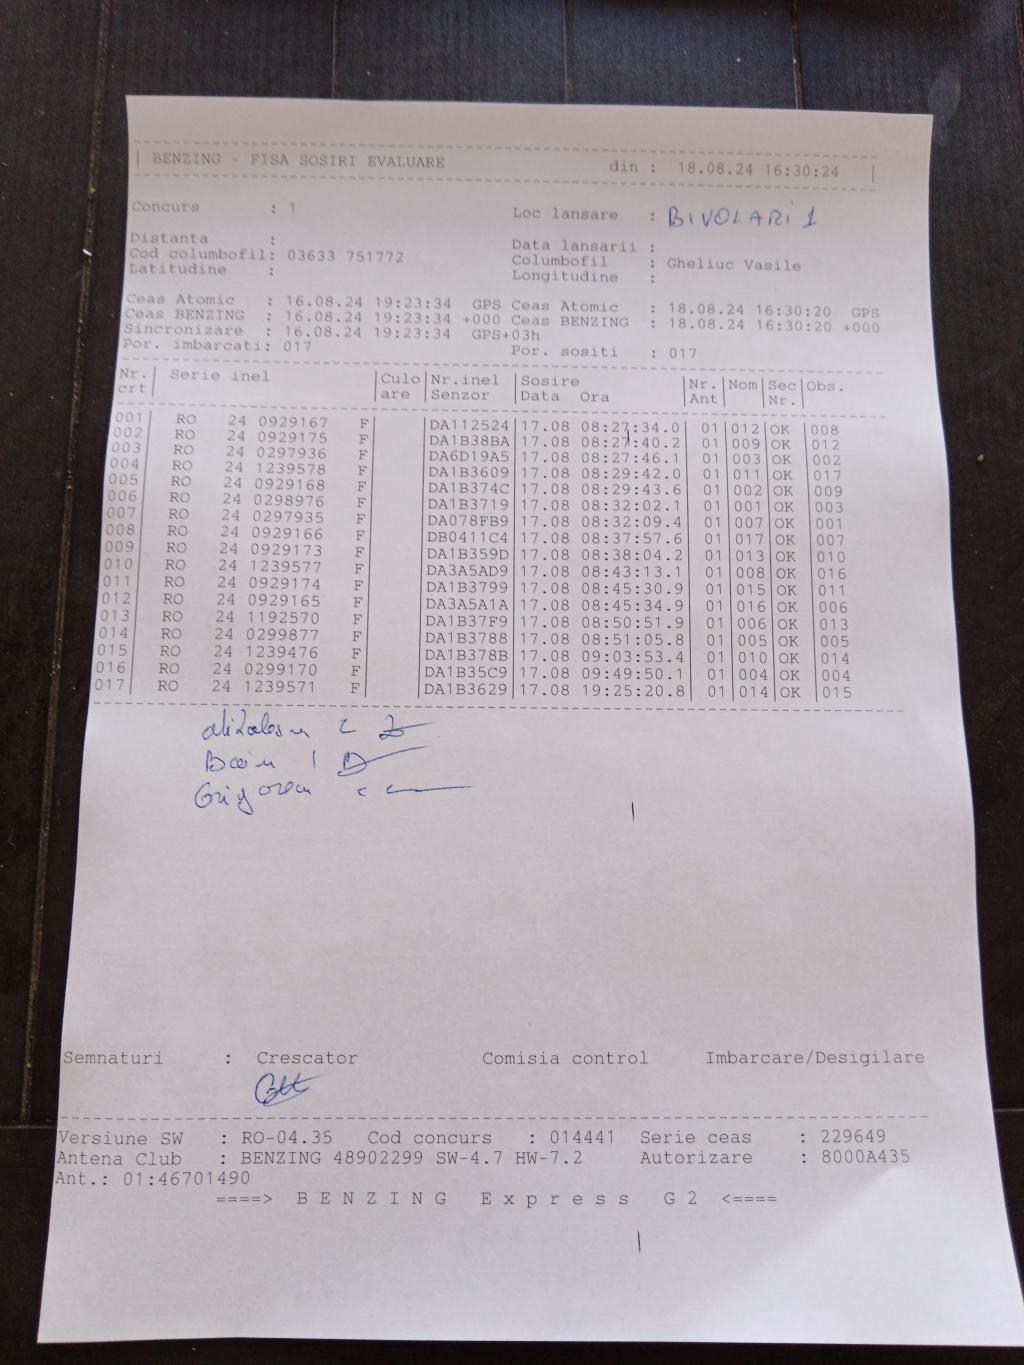 BENZING - FISA SOSIRI EVALUARE din : 18.08.24 16:30:24
Concurs : 1 Loc lansare : BIVOLARI 1
Distanta : Data lansarii :
Cod columbofil: 03633 751772 Columbofil : Gheliuc Vasile
Latitudine : Longitudine :
Ceas Atomic : 16.08.24 19:23:34 GPS Ceas Atomic : 18.08.24 16:30:20 GPS
Ceas BENZING : 16.08.24 19:23:34 +000 Ceas BENZING : 18.08.24 16:30:20 +000
Sincronizare : 16.08.24 19:23:34 GPS+03h
Por. imbarcati: 017 Por. sositi : 017
Nr. Serie inel Culo Nr.inel Sosire Nr. Nom Sec Obs.
crt are Senzor Data Ora Ant Nr.
001 RO 24 0929167 F DA112524 17.08 08:27:34.0 01 012 OK 008
002 RO 24 0929175 F DA1B38BA 17.08 08:27:40.2 01 009 OK 012
003 RO 24 0297936 F DA6D19A5 17.08 08:27:46.1 01 003 OK 002
004 RO 24 1239578 F DA1B3609 17.08 08:29:42.0 01 011 OK 017
005 RO 24 0929168 F DA1B374C 17.08 08:29:43.6 01 002 OK 009
006 RO 24 0298976 F DA1B3719 17.08 08:32:02.1 01 001 OK 003
007 RO 24 0297935 F DA078FB9 17.08 08:32:09.4 01 007 OK 001
008 RO 24 0929166 F DB0411C4 17.08 08:37:57.6 01 017 OK 007
009 RO 24 0929173 F DA1B359D 17.08 08:38:04.2 01 013 OK 010
010 RO 24 1239577 F DA3A5AD9 17.08 08:43:13.1 01 008 OK 016
011 RO 24 0929174 F DA1B3799 17.08 08:45:30.9 01 015 OK 011
012 RO 24 0929165 F DA3A5A1A 17.08 08:45:34.9 01 016 OK 006
013 RO 24 1192570 F DA1B37F9 17.08 08:50:51.9 01 006 OK 013
014 RO 24 0299877 F DA1B3788 17.08 08:51:05.8 01 005 OK 005
015 RO 24 1239476 F DA1B378B 17.08 09:03:53.4 01 010 OK 014
016 RO 24 0299170 F DA1B35C9 17.08 09:49:50.1 01 004 OK 004
017 RO 24 1239571 F DA1B3629 17.08 19:25:20.8 01 014 OK 015
Semnaturi : Crescator Comisia control Imbarcare/Desigilare
Versiune SW : RO-04.35 Cod concurs : 014441 Serie ceas : 229649
Antena Club : BENZING 48902299 SW-4.7 HW-7.2 Autorizare : 8000A435
Ant.: 01:46701490
====> BENZING Express G2 <====